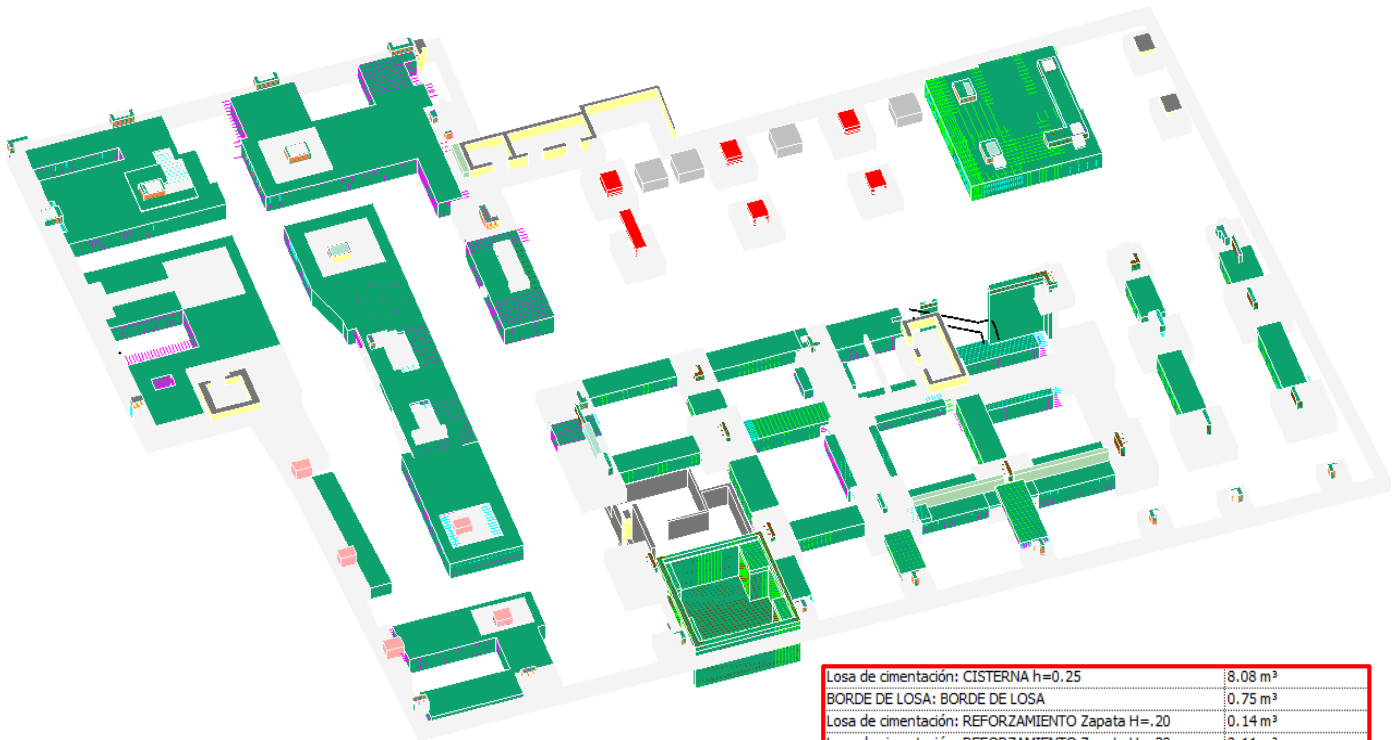 Losa de cimentación: CISTERNA h=0.25 8.08 m³
BORDE DE LOSA: BORDE DE LOSA 0.75 m³
Losa de cimentación: REFORZAMIENTO Zapata H=.20 0.14 m³